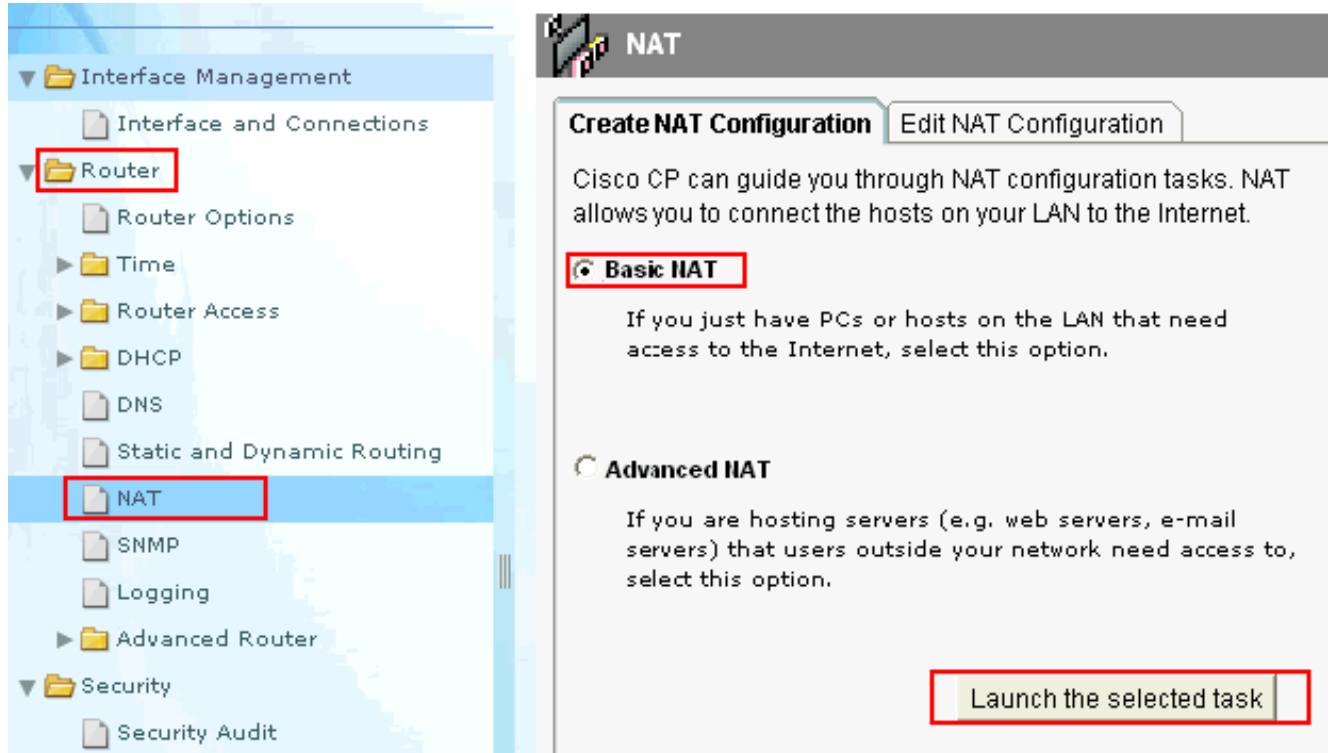 Interface Management
Interface and Connections
Router
Router Options
Time
Router Access
DHCP
DNS
Static and Dynamic Routing
NAT
SNMP
Logging
Advanced Router
Security
Security Audit
NAT
Create NAT Configuration
Edit NAT Configuration
Cisco CP can guide you through NAT configuration tasks. NAT
allows you to connect the hosts on your LAN to the Internet.
Basic NAT
If you just have PCs or hosts on the LAN that need
access to the Internet, select this option.
Advanced NAT
If you are hosting servers (e.g. web servers, e-mail
servers) that users outside your network need access to,
select this option.
Launch the selected task